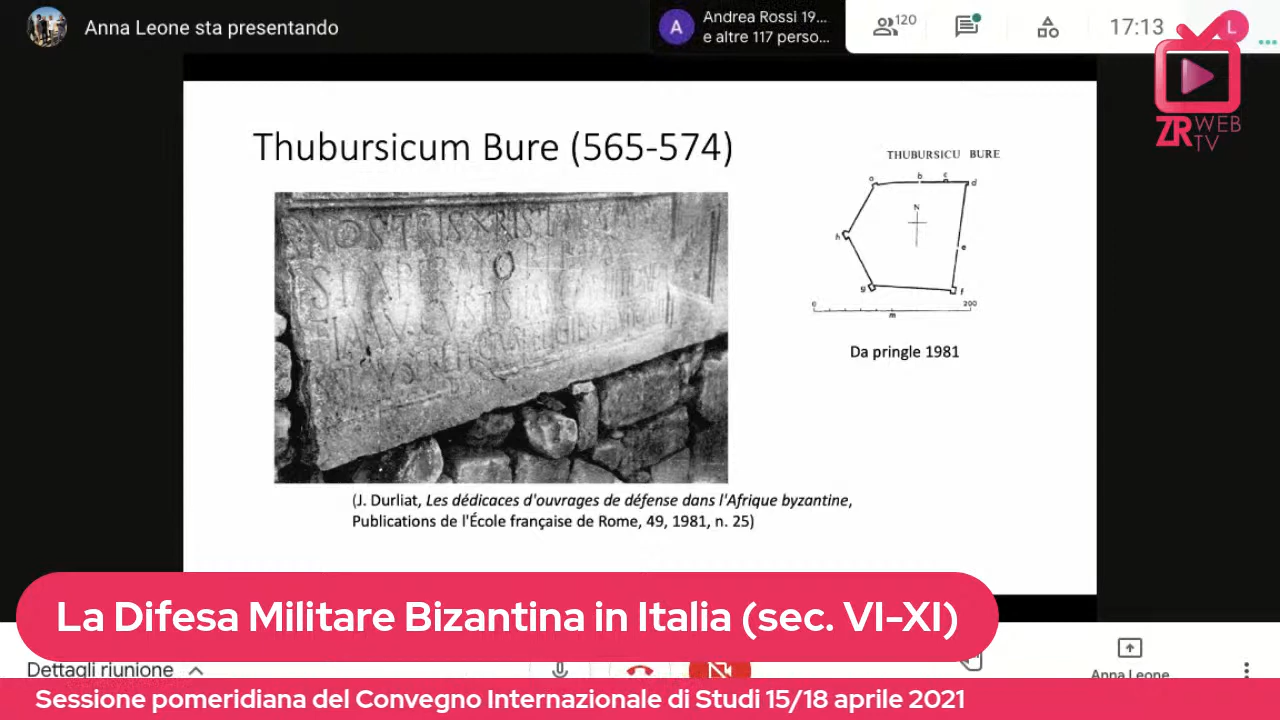 Anna Leone sta presentando
A
Andrea Rossi 19...
e altre 117 perso...
120
17:13
L
ZR WEB
TV
Thubursicum Bure (565-574)
THUBURSICU BURE
a b c d
N
h e
g f
0 200
m
Da pringle 1981
(J. Durliat, Les dédicaces d'ouvrages de défense dans l'Afrique byzantine,
Publications de l'École française de Rome, 49, 1981, n. 25)
La Difesa Militare Bizantina in Italia (sec. VI-XI)
Dettagli riunione
Anna Leone
Sessione pomeridiana del Convegno Internazionale di Studi 15/18 aprile 2021